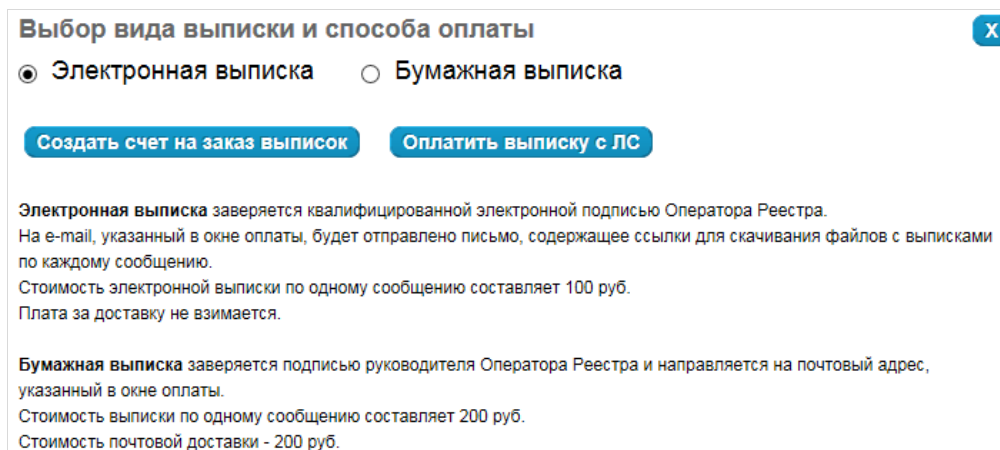 Выбор вида выписки и способа оплаты
X
Электронная выписка Бумажная выписка
Создать счет на заказ выписок Оплатить выписку с ЛС
Электронная выписка заверяется квалифицированной электронной подписью Оператора Реестра.
На e-mail, указанный в окне оплаты, будет отправлено письмо, содержащее ссылки для скачивания файлов с выписками
по каждому сообщению.
Стоимость электронной выписки по одному сообщению составляет 100 руб.
Плата за доставку не взимается.
Бумажная выписка заверяется подписью руководителя Оператора Реестра и направляется на почтовый адрес,
указанный в окне оплаты.
Стоимость выписки по одному сообщению составляет 200 руб.
Стоимость почтовой доставки - 200 руб.